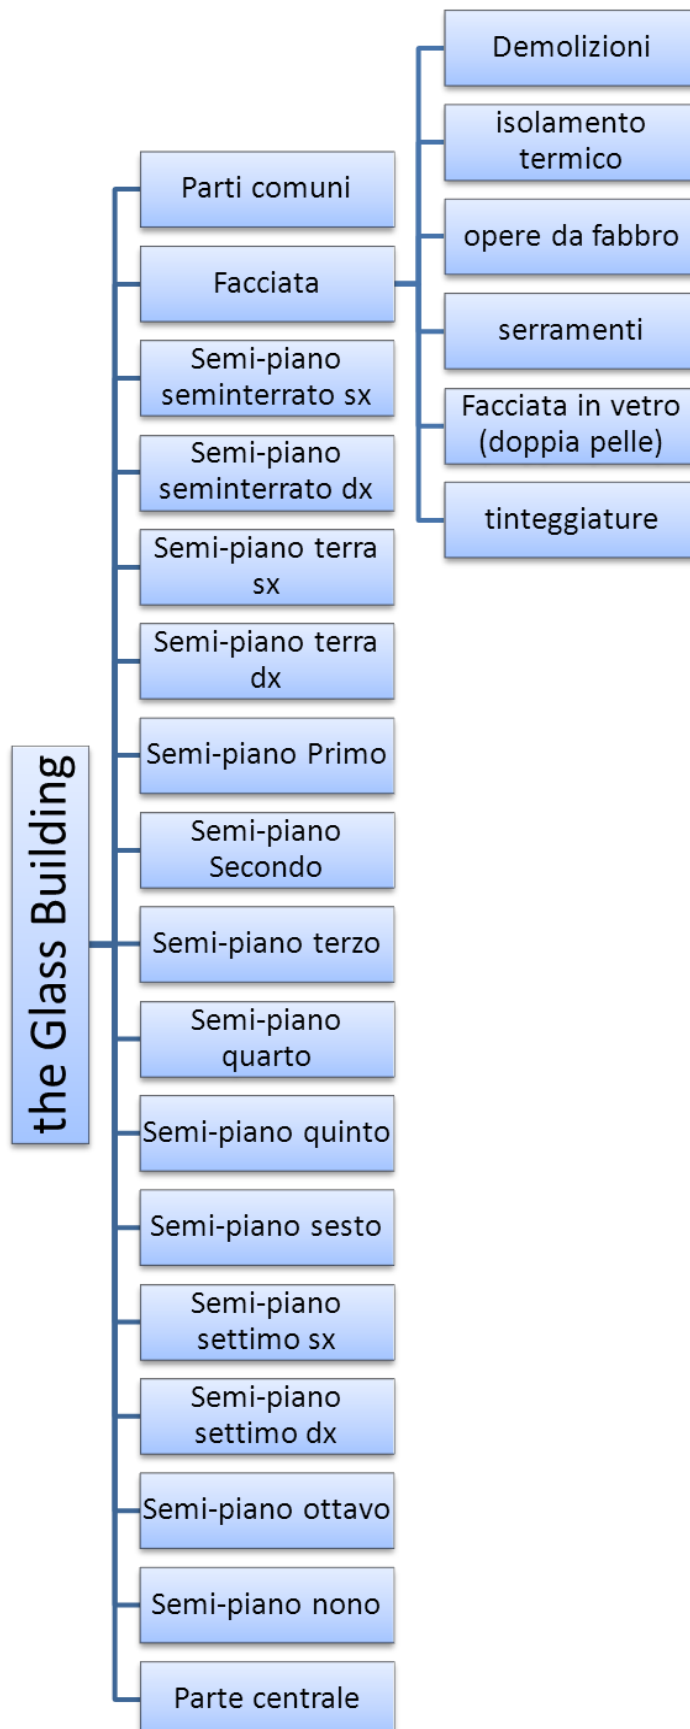 the Glass Building
Parti comuni
Facciata
Semi-piano
seminterrato sx
Semi-piano
seminterrato dx
Semi-piano terra
sx
Semi-piano terra
dx
Semi-piano Primo
Semi-piano
Secondo
Semi-piano terzo
Semi-piano
quarto
Semi-piano quinto
Semi-piano sesto
Semi-piano
settimo sx
Semi-piano
settimo dx
Semi-piano ottavo
Semi-piano nono
Parte centrale
Demolizioni
isolamento
termico
opere da fabbro
serramenti
Facciata in vetro
(doppia pelle)
tinteggiature